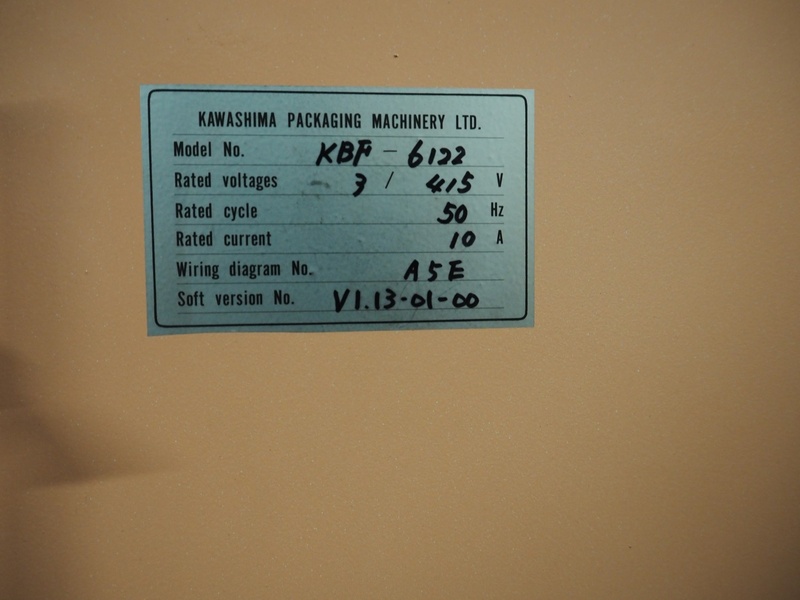 KAWASHIMA PACKAGING MACHINERY LTD.
Model No. KBF - 6122
Rated voltages 3 / 415 V
Rated cycle 50 Hz
Rated current 10 A
Wiring diagram No. A5E
Soft version No. V1.13-01-00